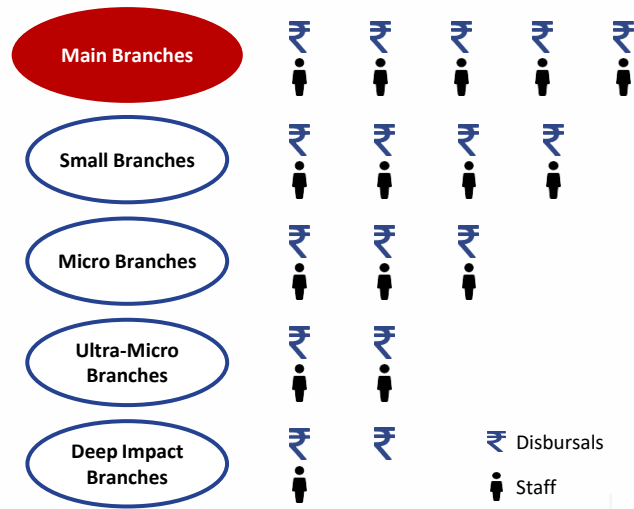 Main Branches
₹ ₹ ₹ ₹ ₹
Small Branches
₹ ₹ ₹ ₹
Micro Branches
₹ ₹ ₹
Ultra-Micro
Branches
₹ ₹
Deep Impact
Branches
₹ ₹
₹ Disbursals
Staff